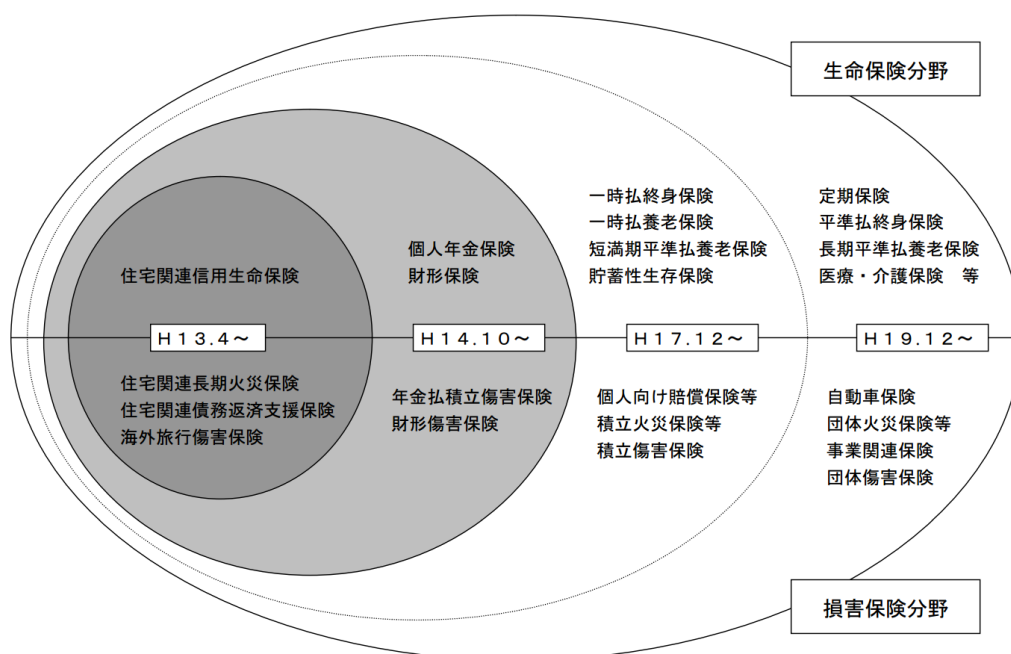 生命保険分野
住宅関連信用生命保険
個人年金保険
財形保険
一時払終身保険
一時払養老保険
短満期平準払養老保険
貯蓄性生存保険
定期保険
平準払終身保険
長期平準払養老保険
医療・介護保険　等
Ｈ13.4～
Ｈ14.10～
Ｈ17.12～
Ｈ19.12～
住宅関連長期火災保険
住宅関連債務返済支援保険
海外旅行傷害保険
年金払積立傷害保険
財形傷害保険
個人向け賠償保険等
積立火災保険等
積立傷害保険
自動車保険
団体火災保険等
事業関連保険
団体傷害保険
損害保険分野